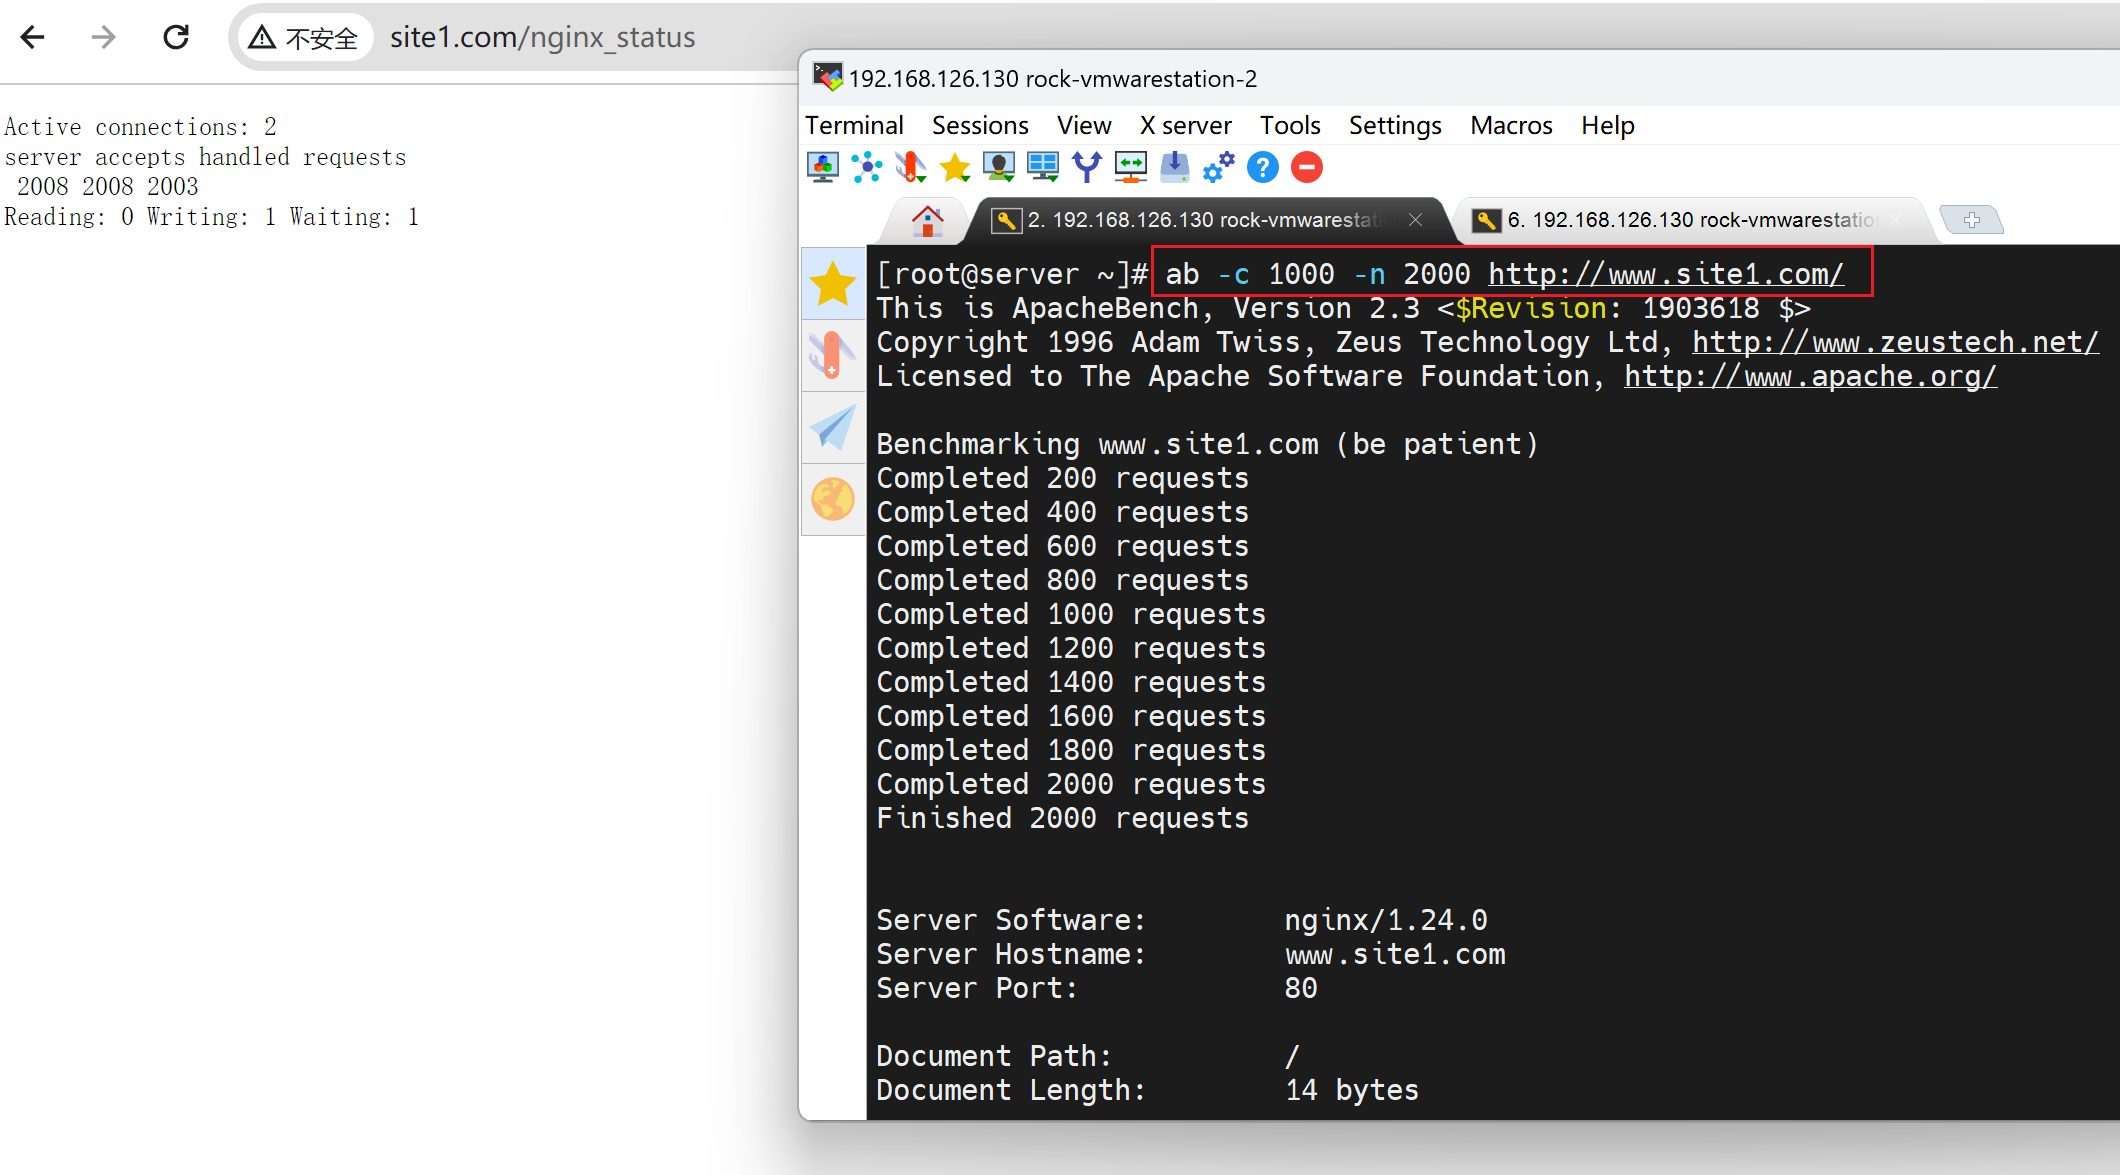 不安全 site1.com/nginx_status
Active connections: 2
server accepts handled requests
2008 2008 2003
Reading: 0 Writing: 1 Waiting: 1
192.168.126.130 rock-vmwarestation-2
Terminal Sessions View X server Tools Settings Macros Help
2. 192.168.126.130 rock-vmwarestati 6. 192.168.126.130 rock-vmwarestatio
[root@server ~]# ab -c 1000 -n 2000 http://www.site1.com/
This is ApacheBench, Version 2.3 <$Revision: 1903618 $>
Copyright 1996 Adam Twiss, Zeus Technology Ltd, http://www.zeustech.net/
Licensed to The Apache Software Foundation, http://www.apache.org/
Benchmarking www.site1.com (be patient)
Completed 200 requests
Completed 400 requests
Completed 600 requests
Completed 800 requests
Completed 1000 requests
Completed 1200 requests
Completed 1400 requests
Completed 1600 requests
Completed 1800 requests
Completed 2000 requests
Finished 2000 requests
Server Software: nginx/1.24.0
Server Hostname: www.site1.com
Server Port: 80
Document Path: /
Document Length: 14 bytes